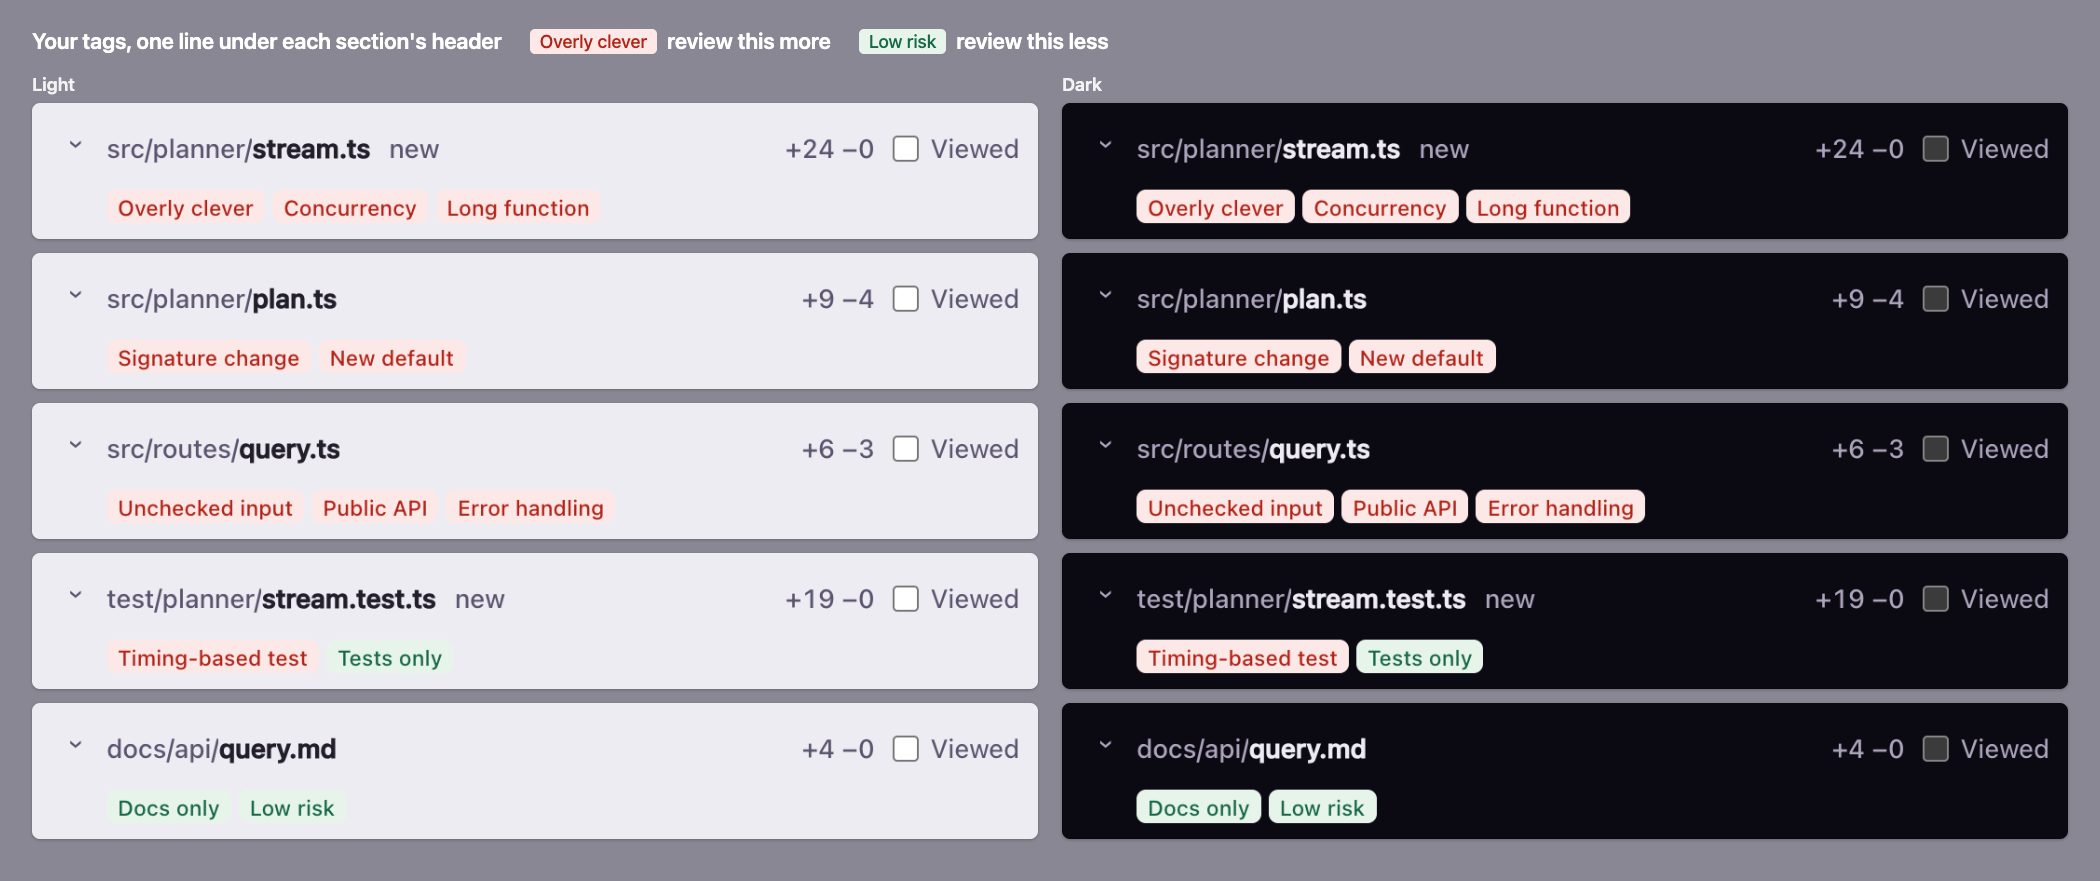 Your tags, one line under each section's header Overly clever review this more Low risk review this less
Light
src/planner/stream.ts new +24 −0 Viewed
Overly clever Concurrency Long function
src/planner/plan.ts +9 −4 Viewed
Signature change New default
src/routes/query.ts +6 −3 Viewed
Unchecked input Public API Error handling
test/planner/stream.test.ts new +19 −0 Viewed
Timing-based test Tests only
docs/api/query.md +4 −0 Viewed
Docs only Low risk
Dark
src/planner/stream.ts new +24 −0 Viewed
Overly clever Concurrency Long function
src/planner/plan.ts +9 −4 Viewed
Signature change New default
src/routes/query.ts +6 −3 Viewed
Unchecked input Public API Error handling
test/planner/stream.test.ts new +19 −0 Viewed
Timing-based test Tests only
docs/api/query.md +4 −0 Viewed
Docs only Low risk